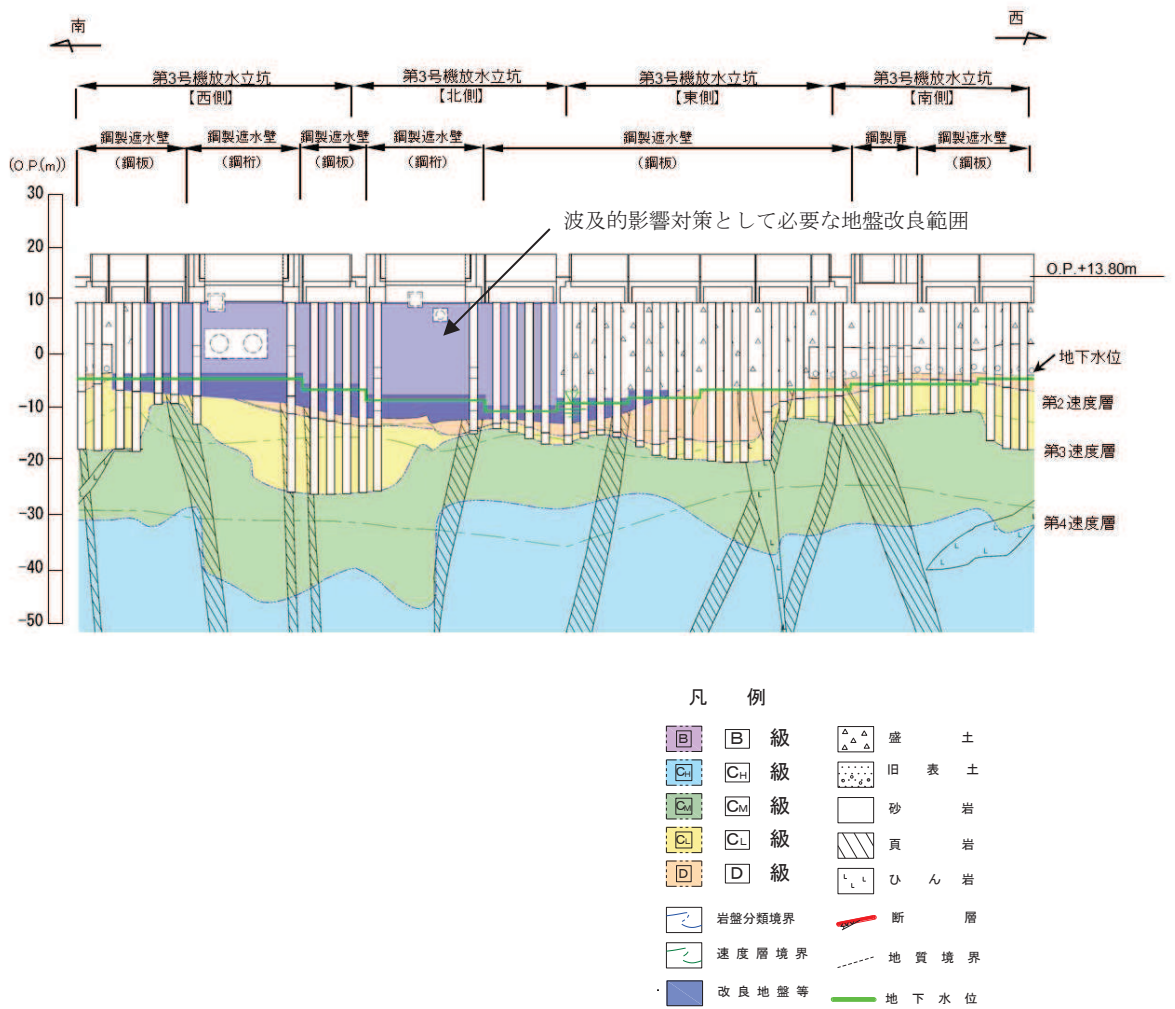 南
西
第3号機放水立坑
【西側】
第3号機放水立坑
【北側】
第3号機放水立坑
【東側】
第3号機放水立坑
【南側】
鋼製遮水壁
(鋼板)
鋼製遮水壁
(鋼桁)
鋼製遮水壁
(鋼板)
鋼製遮水壁
(鋼桁)
鋼製遮水壁
(鋼板)
鋼製扉
鋼製遮水壁
(鋼板)
(O.P.(m))
30
20
10
0
-10
-20
-30
-40
-50
波及的影響対策として必要な地盤改良範囲
O.P.+13.80m
地下水位
第2速度層
第3速度層
第4速度層
凡 例
B B 級
CH CH 級
CM CM 級
CL CL 級
D D 級
岩盤分類境界
速度層境界
改良地盤等
盛土
旧表土
砂岩
頁岩
ひん岩
断層
地質境界
地下水位